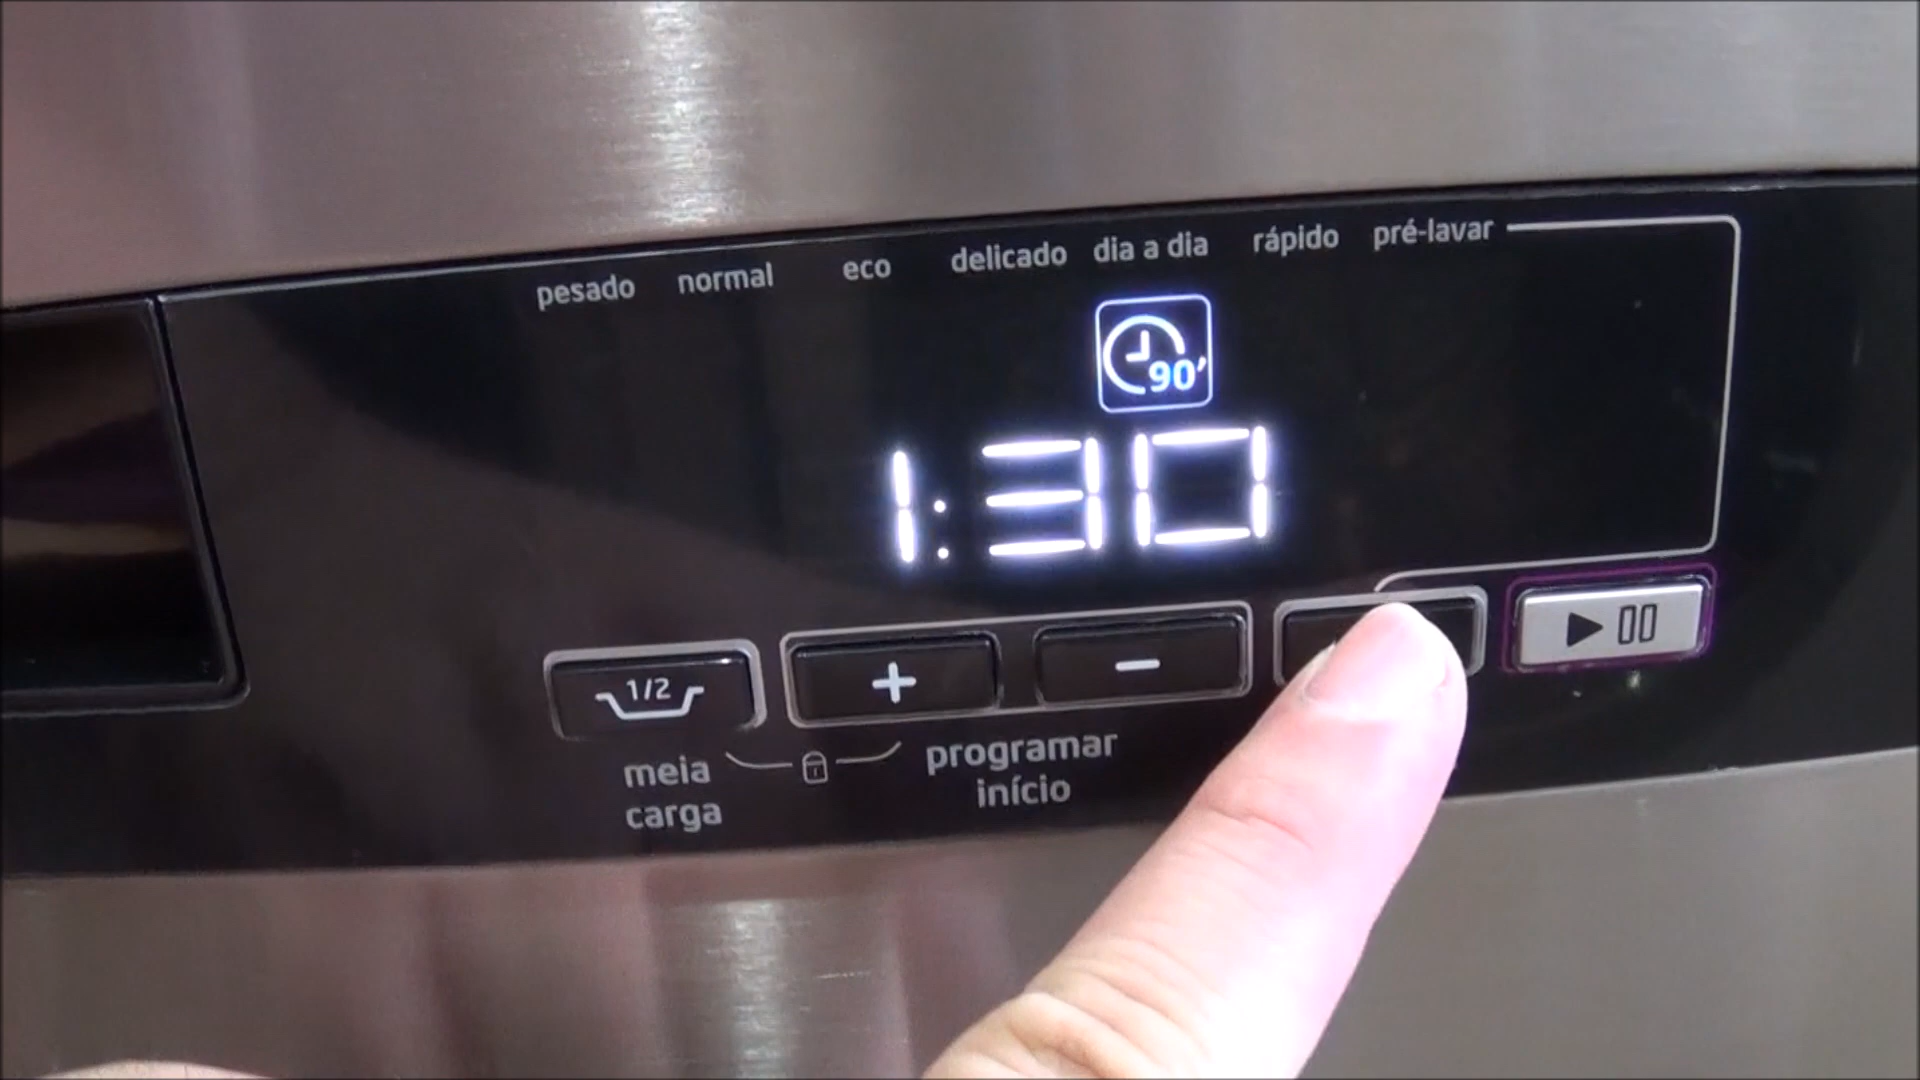 pesado normal eco delicado dia a dia rápido pré-lavar
90’
1:30
1/2 + −
meia carga
programar início